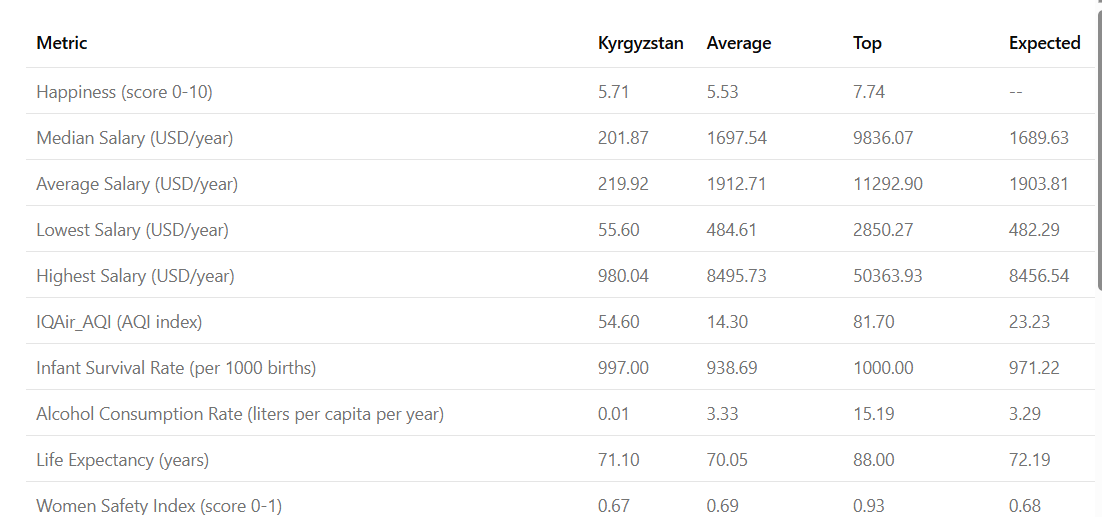 Metric Kyrgyzstan Average Top Expected
Happiness (score 0-10) 5.71 5.53 7.74 --
Median Salary (USD/year) 201.87 1697.54 9836.07 1689.63
Average Salary (USD/year) 219.92 1912.71 11292.90 1903.81
Lowest Salary (USD/year) 55.60 484.61 2850.27 482.29
Highest Salary (USD/year) 980.04 8495.73 50363.93 8456.54
IQAir_AQI (AQI index) 54.60 14.30 81.70 23.23
Infant Survival Rate (per 1000 births) 997.00 938.69 1000.00 971.22
Alcohol Consumption Rate (liters per capita per year) 0.01 3.33 15.19 3.29
Life Expectancy (years) 71.10 70.05 88.00 72.19
Women Safety Index (score 0-1) 0.67 0.69 0.93 0.68